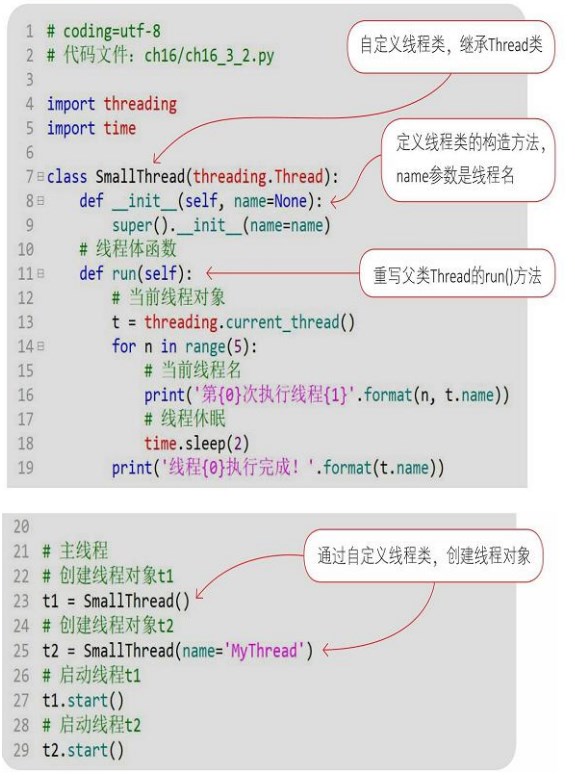 1 # coding=utf-8
2 # 代码文件：ch16/ch16_3_2.py
3
4 import threading
5 import time
6
7 class SmallThread(threading.Thread):
8     def __init__(self, name=None):
9         super().__init__(name=name)
10     # 线程体函数
11     def run(self):
12         # 当前线程对象
13         t = threading.current_thread()
14         for n in range(5):
15             # 当前线程名
16             print('第{0}次执行线程{1}'.format(n, t.name))
17             # 线程休眠
18             time.sleep(2)
19         print('线程{0}执行完成！'.format(t.name))
自定义线程类，继承Thread类
定义线程类的构造方法，
name参数是线程名
重写父类Thread的run()方法
20
21 # 主线程
22 # 创建线程对象t1
23 t1 = SmallThread()
24 # 创建线程对象t2
25 t2 = SmallThread(name='MyThread')
26 # 启动线程t1
27 t1.start()
28 # 启动线程t2
29 t2.start()
通过自定义线程类，创建线程对象